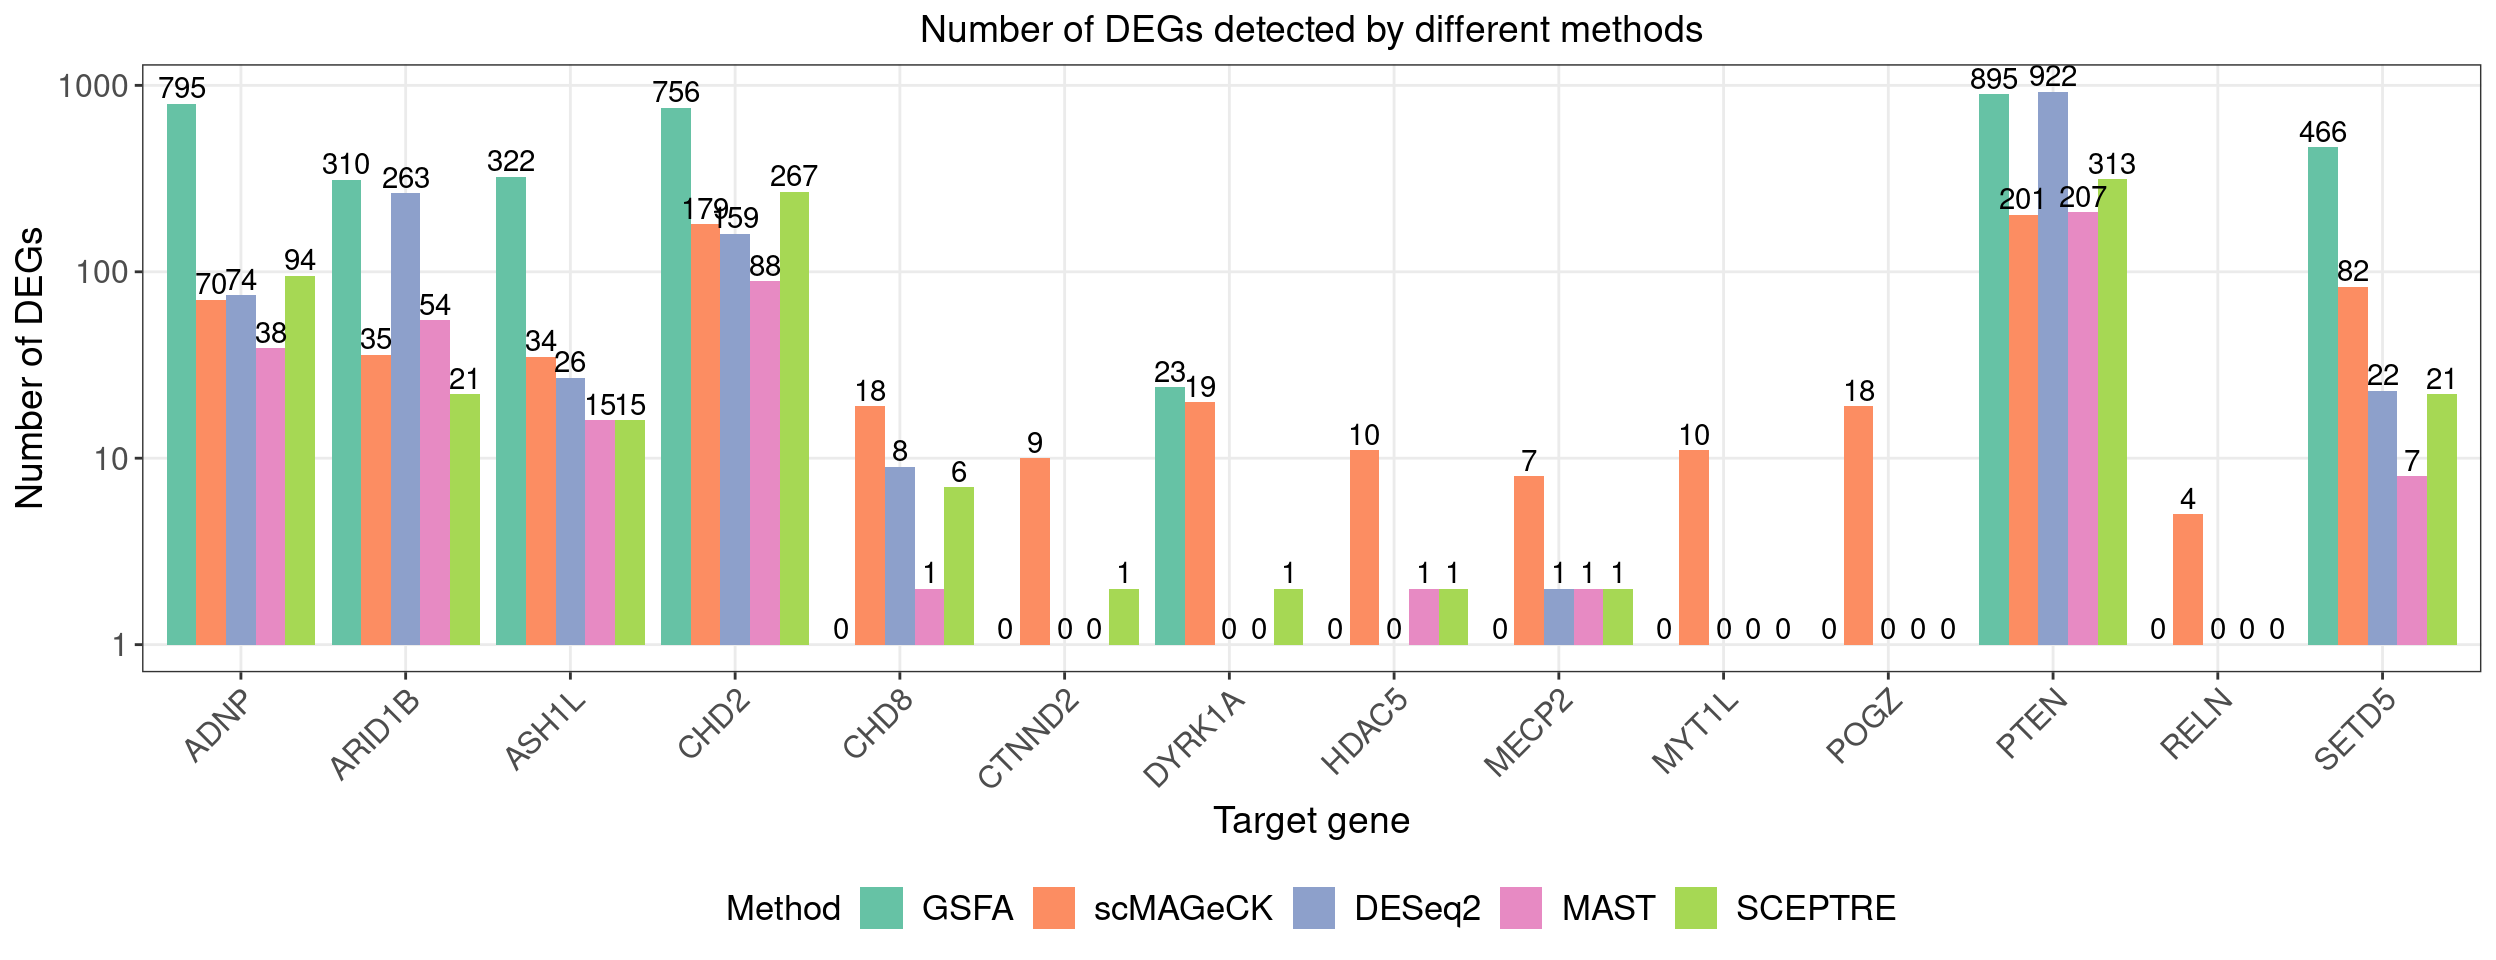 Number of DEGs detected by different methods
Number of DEGs
1000
100
10
1
795 70 74 38 94
310 35 263 54 21
322 34 26 15 15
756 179 159 88 267
0 18 8 1 6
0 9 0 0 1
23 19 0 0 1
0 10 0 1 1
0 7 1 1 1
0 10 0 0 0
0 18 0 0 0
895 201 922 207 313
0 4 0 0 0
466 82 22 7 21
ADNP ARID1B ASH1L CHD2 CHD8 CTNND2 DYRK1A HDAC5 MECP2 MYT1L POGZ PTEN RELN SETD5
Target gene
Method GSFA scMAGeCK DESeq2 MAST SCEPTRE